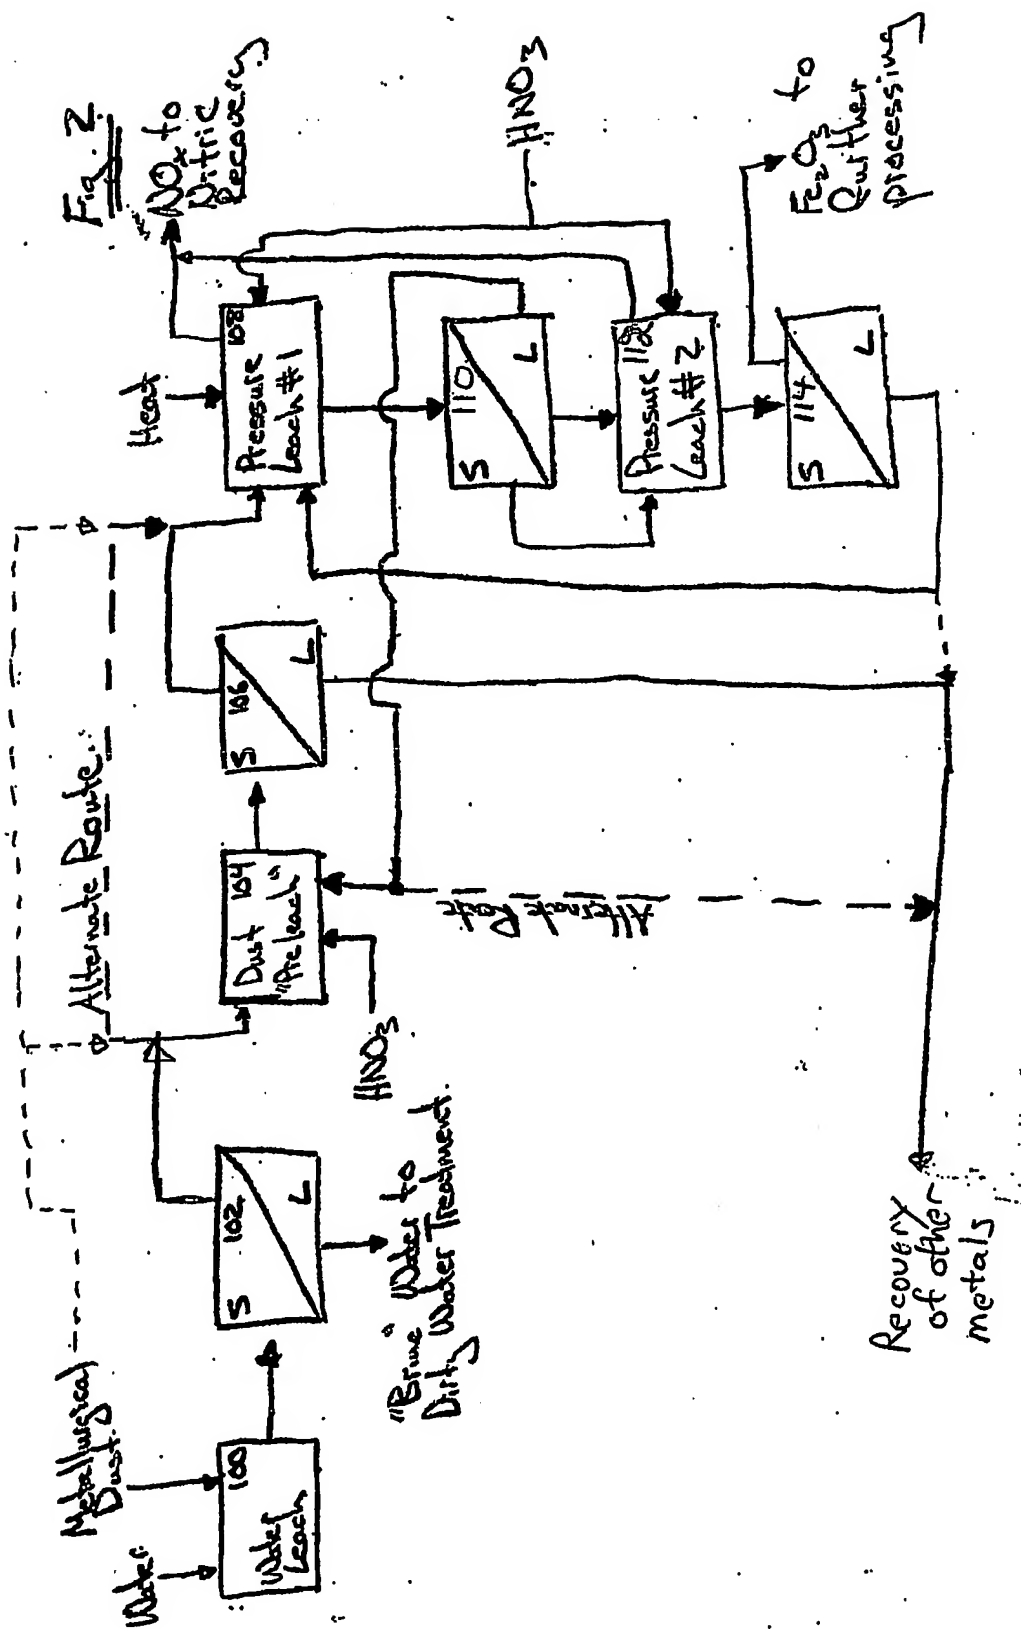 Fig. 2
Water
Metallurgical
Dust
100
Water
Leach
S 102 L
"Brine" Water to
Dirty Water Treatment.
Alternate Route
Dust 104
"Preleach"
HNO3
S 106 L
Alternate Route
Heat
108
Pressure
Leach #1
NOx to
Nitric
Recovery
HNO3
S 110 L
Pressure 112
Leach #2
S 114 L
Fe2O3 to
processing
Recovery
of other
metals